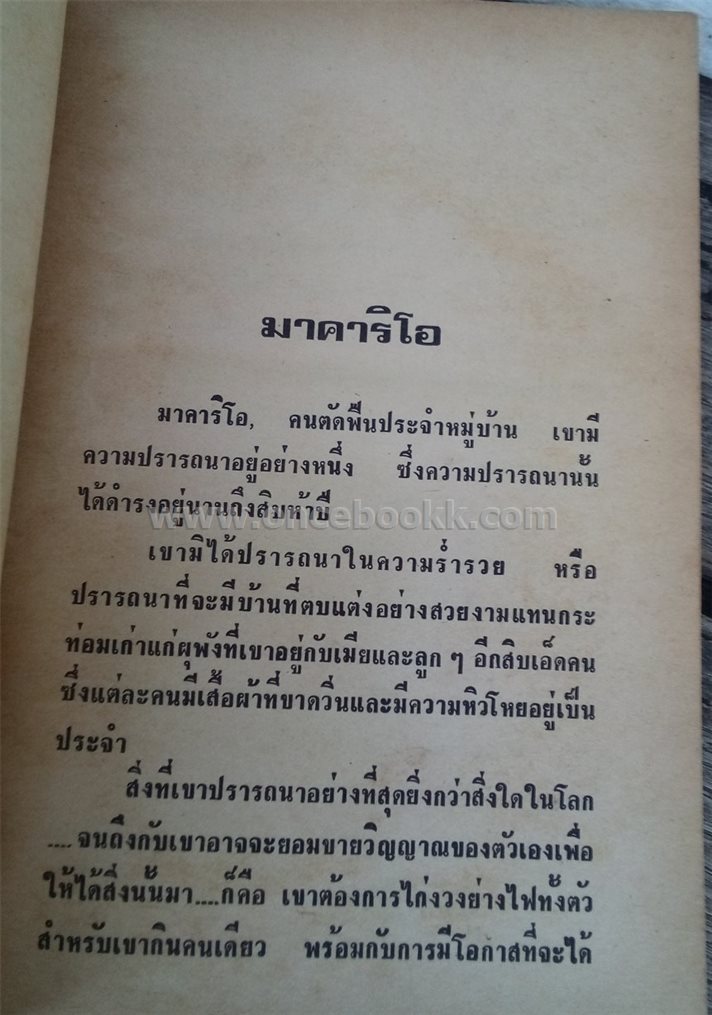 มาคาริโอ
มาคาริโอ, คนตัดฟืนประจำหมู่บ้าน เขามี
ความปรารถนาอยู่อย่างหนึ่ง ซึ่งความปรารถนานั้น
ได้ดำรงอยู่นานถึงสิบห้าปี
www.oncebookk.com
เขามิได้ปรารถนาในความร่ำรวย หรือ
ปรารถนาที่จะมีบ้านที่ตบแต่งอย่างสวยงามแทนกระ
ท่อมเก่าแก่ผุพังที่เขาอยู่กับเมียและลูก ๆ อีกสิบเอ็ดคน
ซึ่งแต่ละคนมีเสื้อผ้าที่ขาดวิ่นและมีความหิวโหยอยู่เป็น
ประจำ
สิ่งที่เขาปรารถนาอย่างที่สุดยิ่งกว่าสิ่งใดในโลก
....จนถึงกับเขาอาจจะยอมขายวิญญาณของตัวเองเพื่อ
ให้ได้สิ่งนั้นมา....ก็คือ เขาต้องการไก่งวงย่างไฟทั้งตัว
สำหรับเขากินคนเดียว พร้อมกับการมีโอกาสที่จะได้